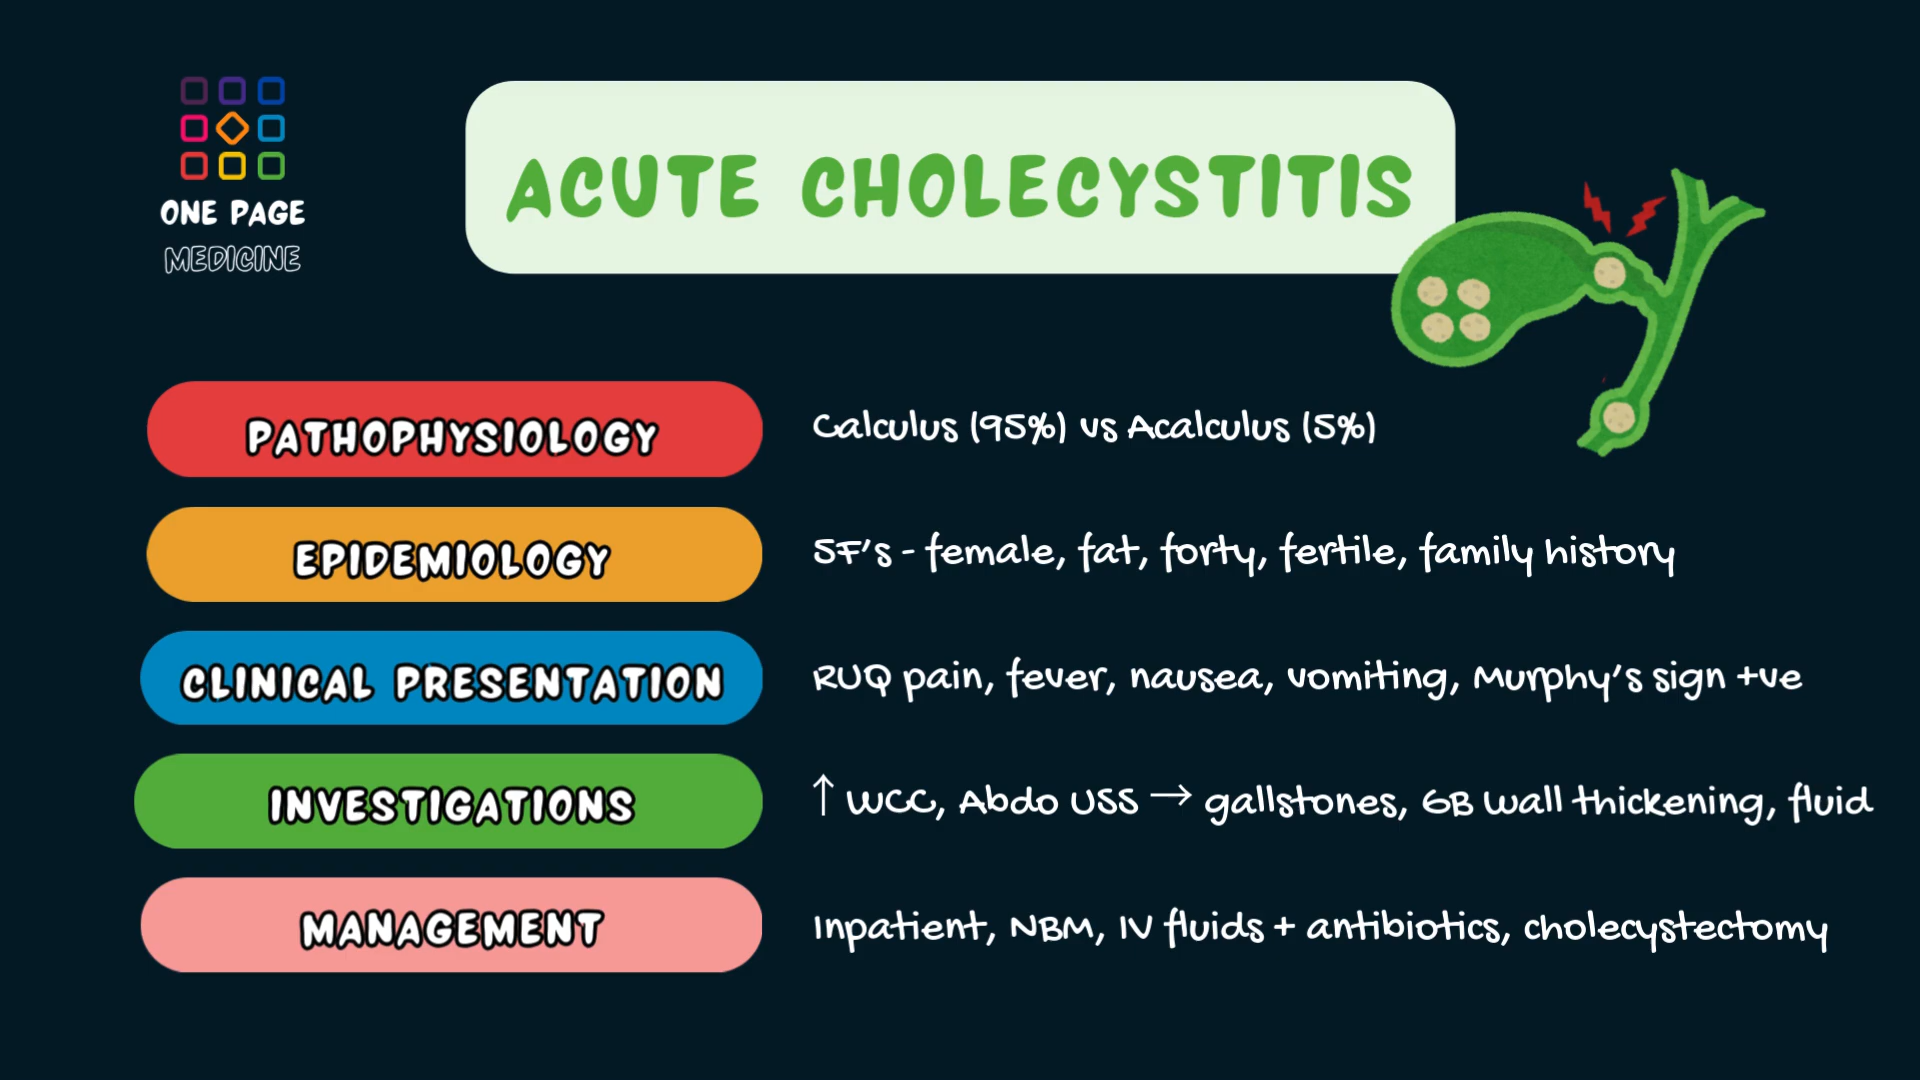 ONE PAGE
MEDICINE
ACUTE CHOLECYSTITIS
PATHOPHYSIOLOGY
Calculus (95%) vs Acalculus (5%)
EPIDEMIOLOGY
5F's - female, fat, forty, fertile, family history
CLINICAL PRESENTATION
RUQ pain, fever, nausea, vomiting, Murphy's sign +ve
INVESTIGATIONS
↑ WCC, Abdo USS → gallstones, GB wall thickening, fluid
MANAGEMENT
Inpatient, NBM, IV fluids + antibiotics, cholecystectomy